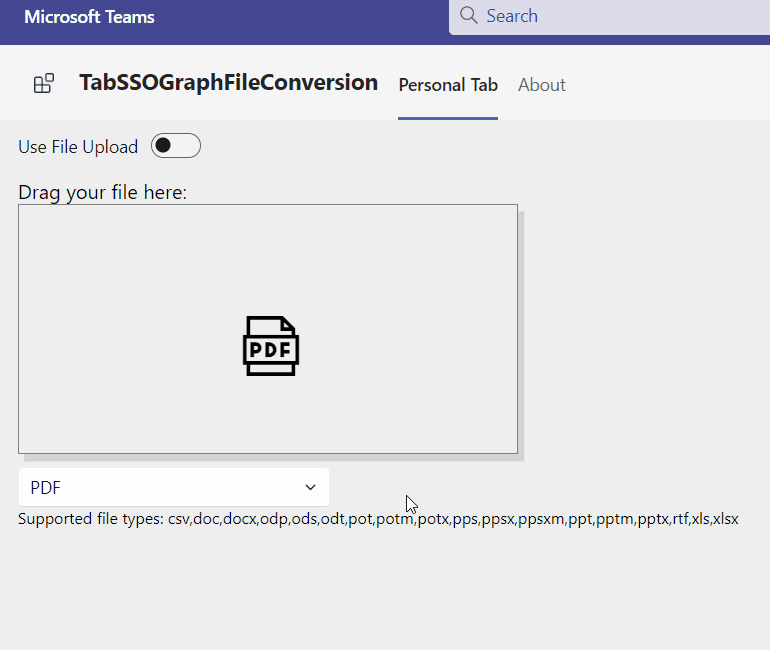 Microsoft Teams
Search
TabSSOGraphFileConversion Personal Tab About
Use File Upload
Drag your file here:
PDF
PDF
Supported file types: csv,doc,docx,odp,ods,odt,pot,potm,potx,pps,ppsx,ppsxm,ppt,pptm,pptx,rtf,xls,xlsx